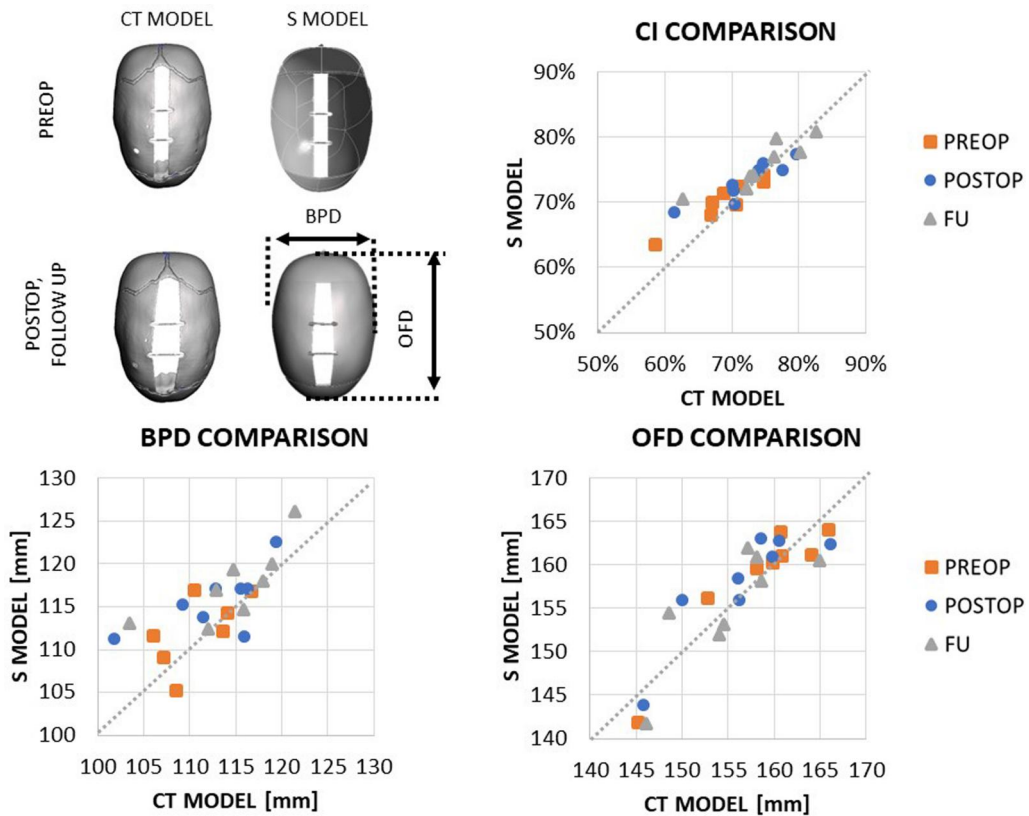 CT MODEL
S MODEL
PREOP
BPD
POSTOP,
FOLLOW UP
OFD
CI COMPARISON
90%
80%
70%
60%
50%
S MODEL
50%
60%
70%
80%
90%
CT MODEL
PREOP
POSTOP
FU
BPD COMPARISON
130
125
120
115
110
105
100
S MODEL [mm]
100
105
110
115
120
125
130
CT MODEL [mm]
OFD COMPARISON
170
165
160
155
150
145
140
S MODEL [mm]
140
145
150
155
160
165
170
CT MODEL [mm]
PREOP
POSTOP
FU